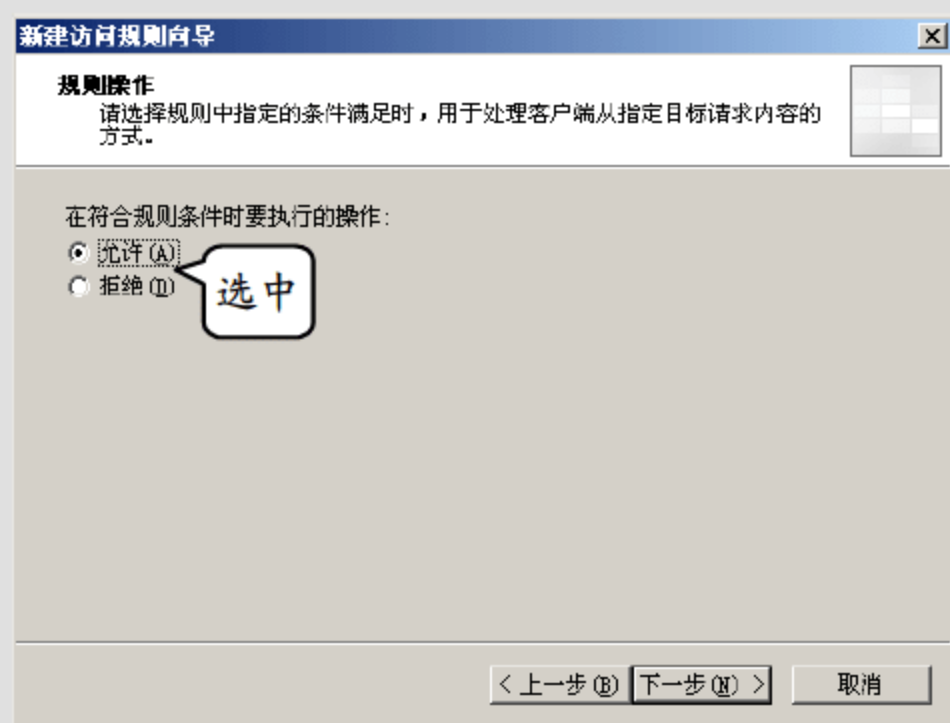 新建访问规则向导
规则操作
请选择规则中指定的条件满足时，用于处理客户端从指定目标请求内容的
方式。
在符合规则条件时要执行的操作:
允许(A)
拒绝(D)
选中
< 上一步(B) 下一步(N) > 取消